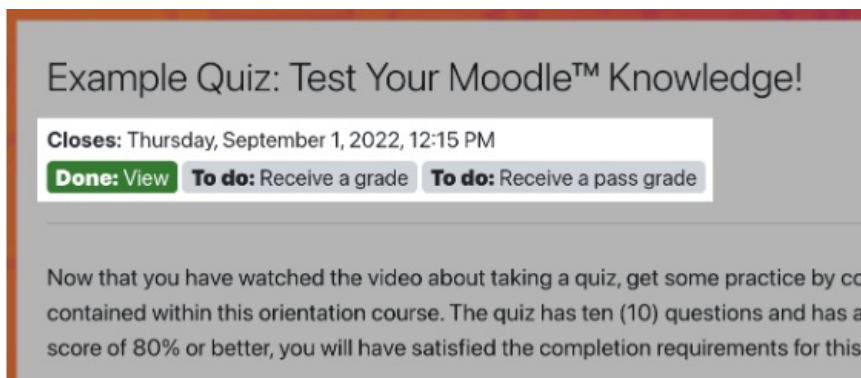 Example Quiz: Test Your Moodle™ Knowledge!
Closes: Thursday, September 1, 2022, 12:15 PM
Done: View To do: Receive a grade To do: Receive a pass grade
Now that you have watched the video about taking a quiz, get some practice by co
contained within this orientation course. The quiz has ten (10) questions and has a
score of 80% or better, you will have satisfied the completion requirements for this